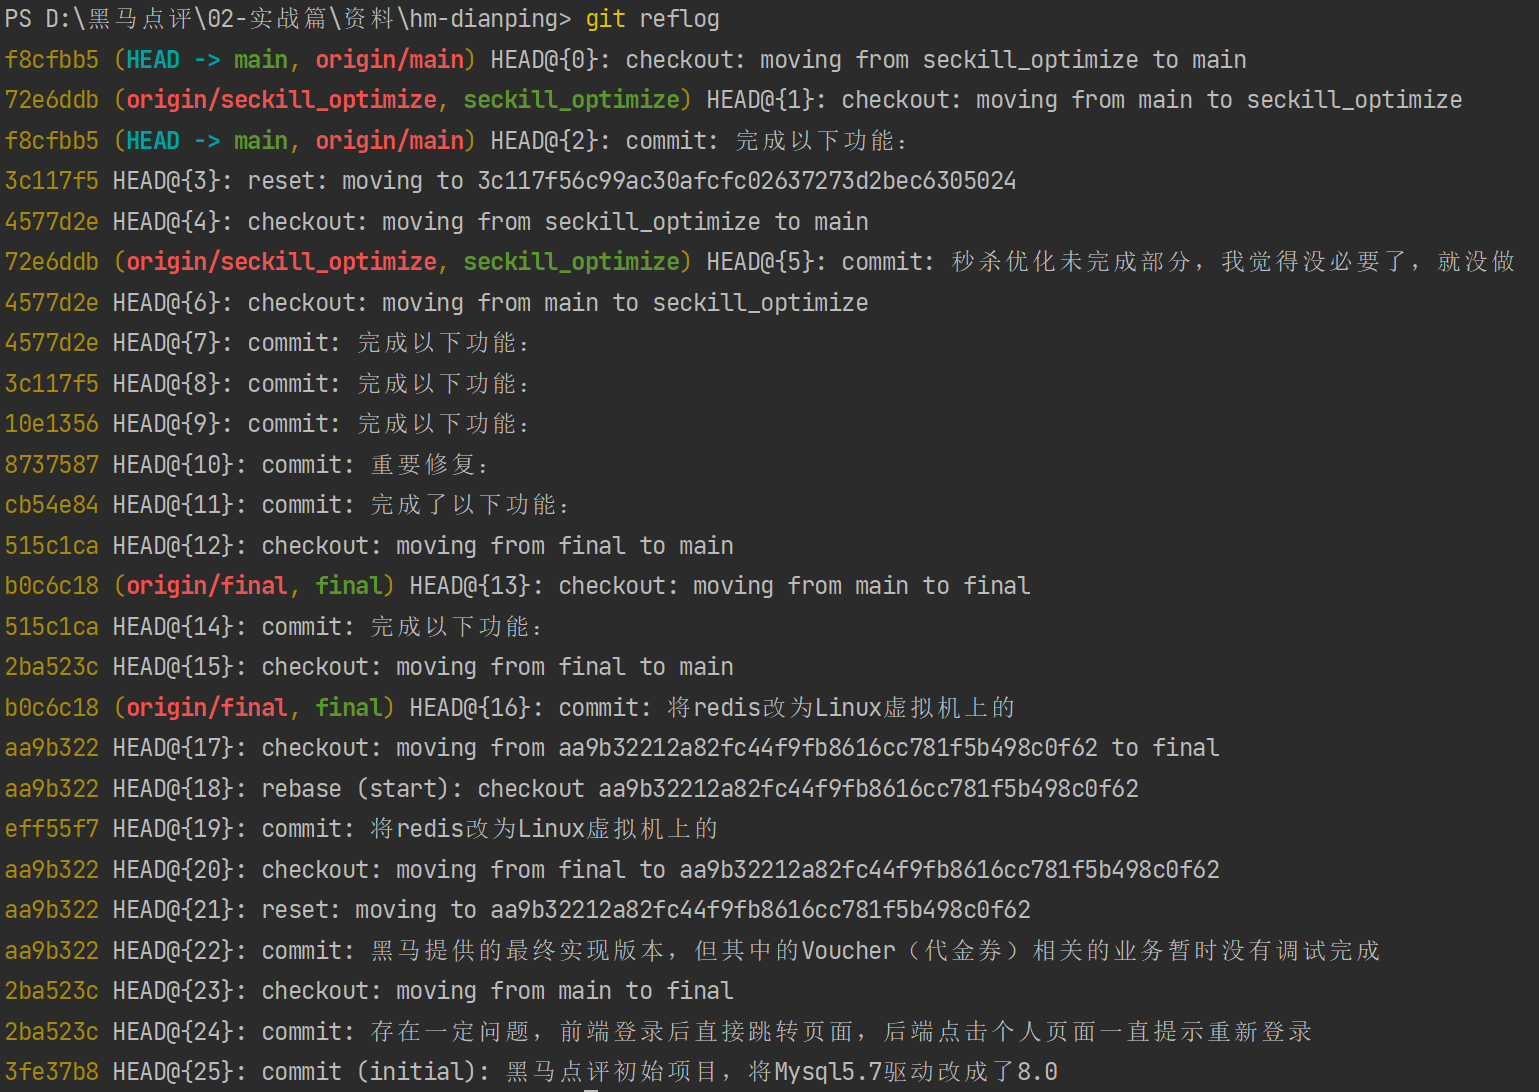 PS D:\黑马点评\02-实战篇\资料\hm-dianping> git reflog
f8cfbb5 (HEAD -> main, origin/main) HEAD@{0}: checkout: moving from seckill_optimize to main
72e6ddb (origin/seckill_optimize, seckill_optimize) HEAD@{1}: checkout: moving from main to seckill_optimize
f8cfbb5 (HEAD -> main, origin/main) HEAD@{2}: commit: 完成以下功能：
3c117f5 HEAD@{3}: reset: moving to 3c117f56c99ac30afcfc02637273d2bec6305024
4577d2e HEAD@{4}: checkout: moving from seckill_optimize to main
72e6ddb (origin/seckill_optimize, seckill_optimize) HEAD@{5}: commit: 秒杀优化未完成部分，我觉得没必要了，就没做
4577d2e HEAD@{6}: checkout: moving from main to seckill_optimize
4577d2e HEAD@{7}: commit: 完成以下功能：
3c117f5 HEAD@{8}: commit: 完成以下功能：
10e1356 HEAD@{9}: commit: 完成以下功能：
8737587 HEAD@{10}: commit: 重要修复：
cb54e84 HEAD@{11}: commit: 完成了以下功能：
515c1ca HEAD@{12}: checkout: moving from final to main
b0c6c18 (origin/final, final) HEAD@{13}: checkout: moving from main to final
515c1ca HEAD@{14}: commit: 完成以下功能：
2ba523c HEAD@{15}: checkout: moving from final to main
b0c6c18 (origin/final, final) HEAD@{16}: commit: 将redis改为Linux虚拟机上的
aa9b322 HEAD@{17}: checkout: moving from aa9b32212a82fc44f9fb8616cc781f5b498c0f62 to final
aa9b322 HEAD@{18}: rebase (start): checkout aa9b32212a82fc44f9fb8616cc781f5b498c0f62
eff55f7 HEAD@{19}: commit: 将redis改为Linux虚拟机上的
aa9b322 HEAD@{20}: checkout: moving from final to aa9b32212a82fc44f9fb8616cc781f5b498c0f62
aa9b322 HEAD@{21}: reset: moving to aa9b32212a82fc44f9fb8616cc781f5b498c0f62
aa9b322 HEAD@{22}: commit: 黑马提供的最终实现版本，但其中的Voucher（代金券）相关的业务暂时没有调试完成
2ba523c HEAD@{23}: checkout: moving from main to final
2ba523c HEAD@{24}: commit: 存在一定问题，前端登录后直接跳转页面，后端点击个人页面一直提示重新登录
3fe37b8 HEAD@{25}: commit (initial): 黑马点评初始项目，将Mysql5.7驱动改成了8.0